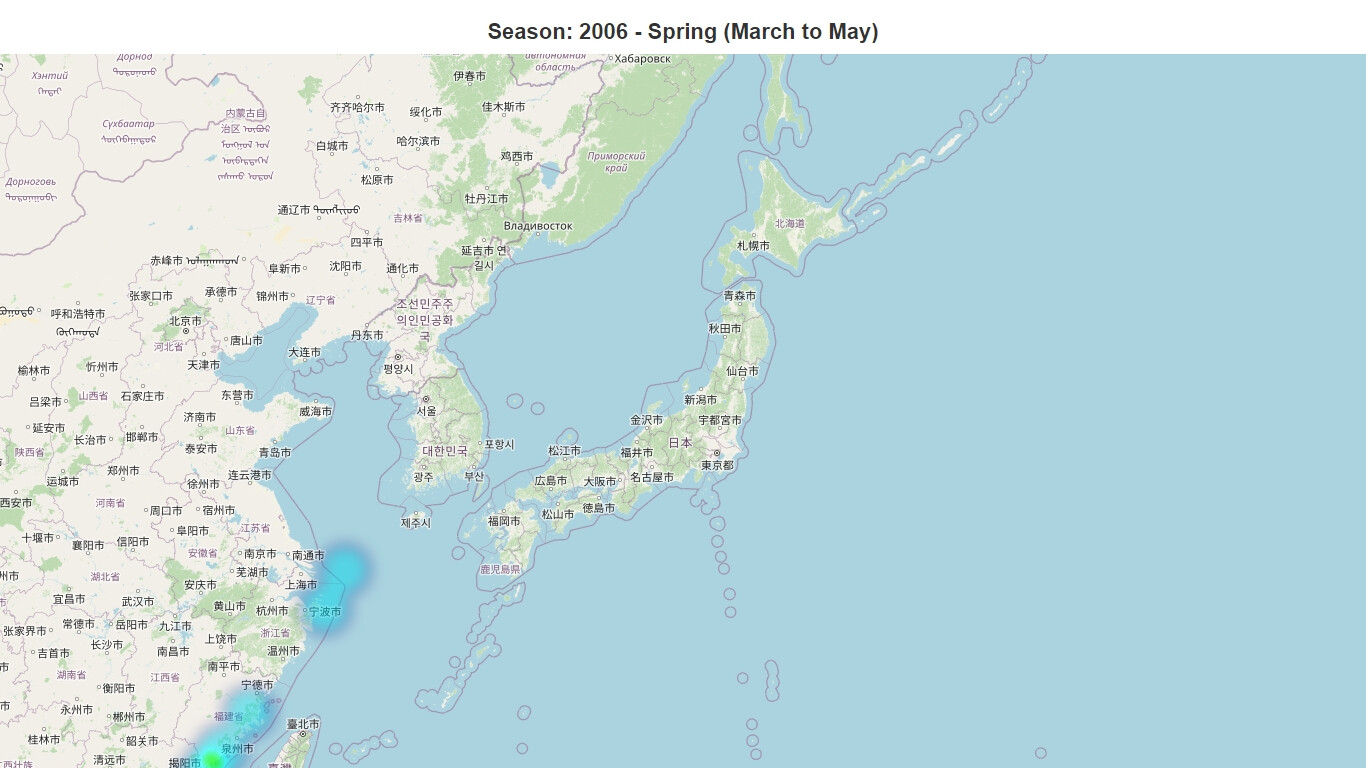 Season: 2006 - Spring (March to May)
Дорнод
Хэнтий
автономная
область
Хабаровск
伊春市
齐齐哈尔市
绥化市
佳木斯市
内蒙古自
治区
Сүхбаатар
白城市
哈尔滨市
鸡西市
Приморский
край
Дорноговь
松原市
牡丹江市
通辽市
吉林省
Владивосток
北海道
四平市
延吉市 연
길시
札幌市
赤峰市
阜新市
沈阳市
通化市
张家口市
承德市
锦州市
辽宁省
조선민주주
의인민공화
국
青森市
呼和浩特市
北京市
秋田市
河北省
唐山市
丹东市
大连市
天津市
평양시
榆林市
忻州市
仙台市
吕梁市
山西省
石家庄市
东营市
威海市
서울
新潟市
延安市
长治市
邯郸市
济南市
山东省
金沢市
宇都宮市
陕西省
泰安市
青岛市
대한민국
포항시
松江市
福井市
日本
东京都
运城市
郑州市
徐州市
连云港市
광주
부산
広島市
大阪市
名古屋市
西安市
河南省
周口市
宿州市
제주시
福岡市
松山市
徳島市
十堰市
襄阳市
信阳市
阜阳市
江苏省
安徽省
南京市
南通市
鹿児島県
州市
湖北省
安庆市
芜湖市
上海市
宜昌市
武汉市
黄山市
杭州市
宁波市
张家界市
常德市
岳阳市
九江市
上饶市
浙江省
吉首市
长沙市
南昌市
温州市
湖南省
江西省
南平市
衡阳市
宁德市
永州市
郴州市
福建省
臺北市
桂林市
韶关市
泉州市
清远市
揭阳市
西壮族
臺灣